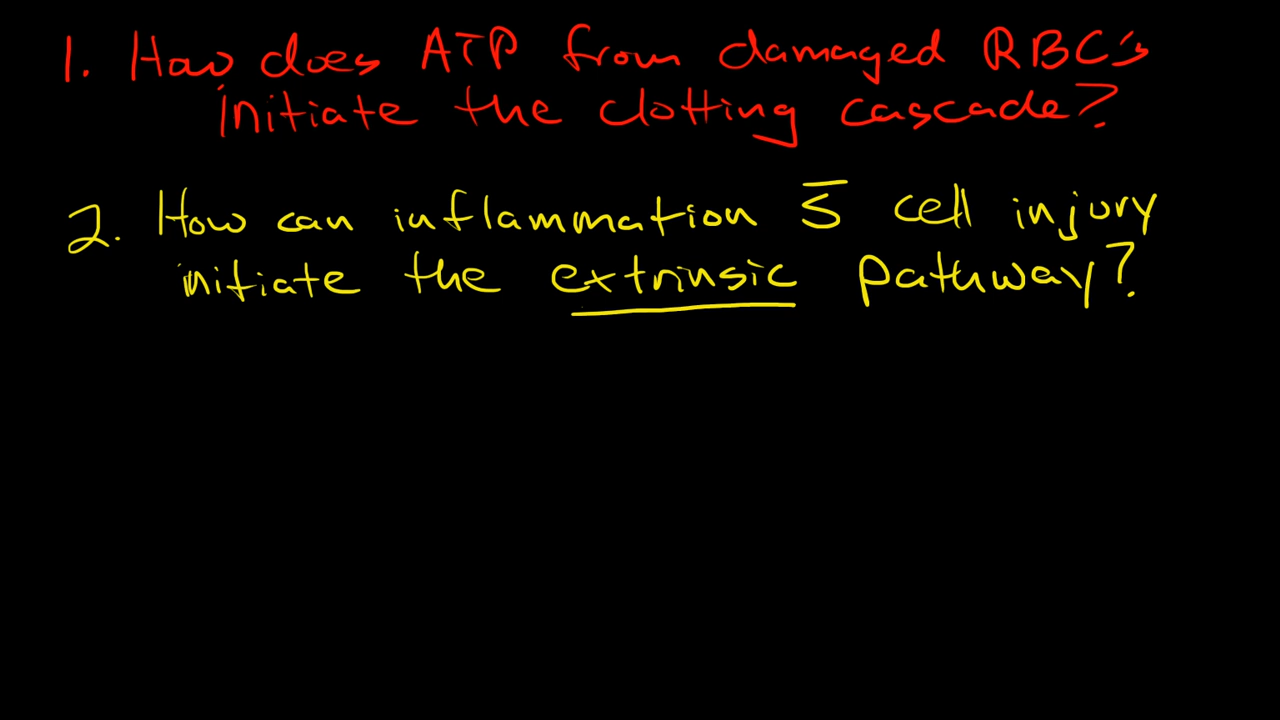 1. How does ATP from damaged RBC's
initiate the clotting cascade?
2. How can inflammation s̅ cell injury
initiate the extrinsic pathway?